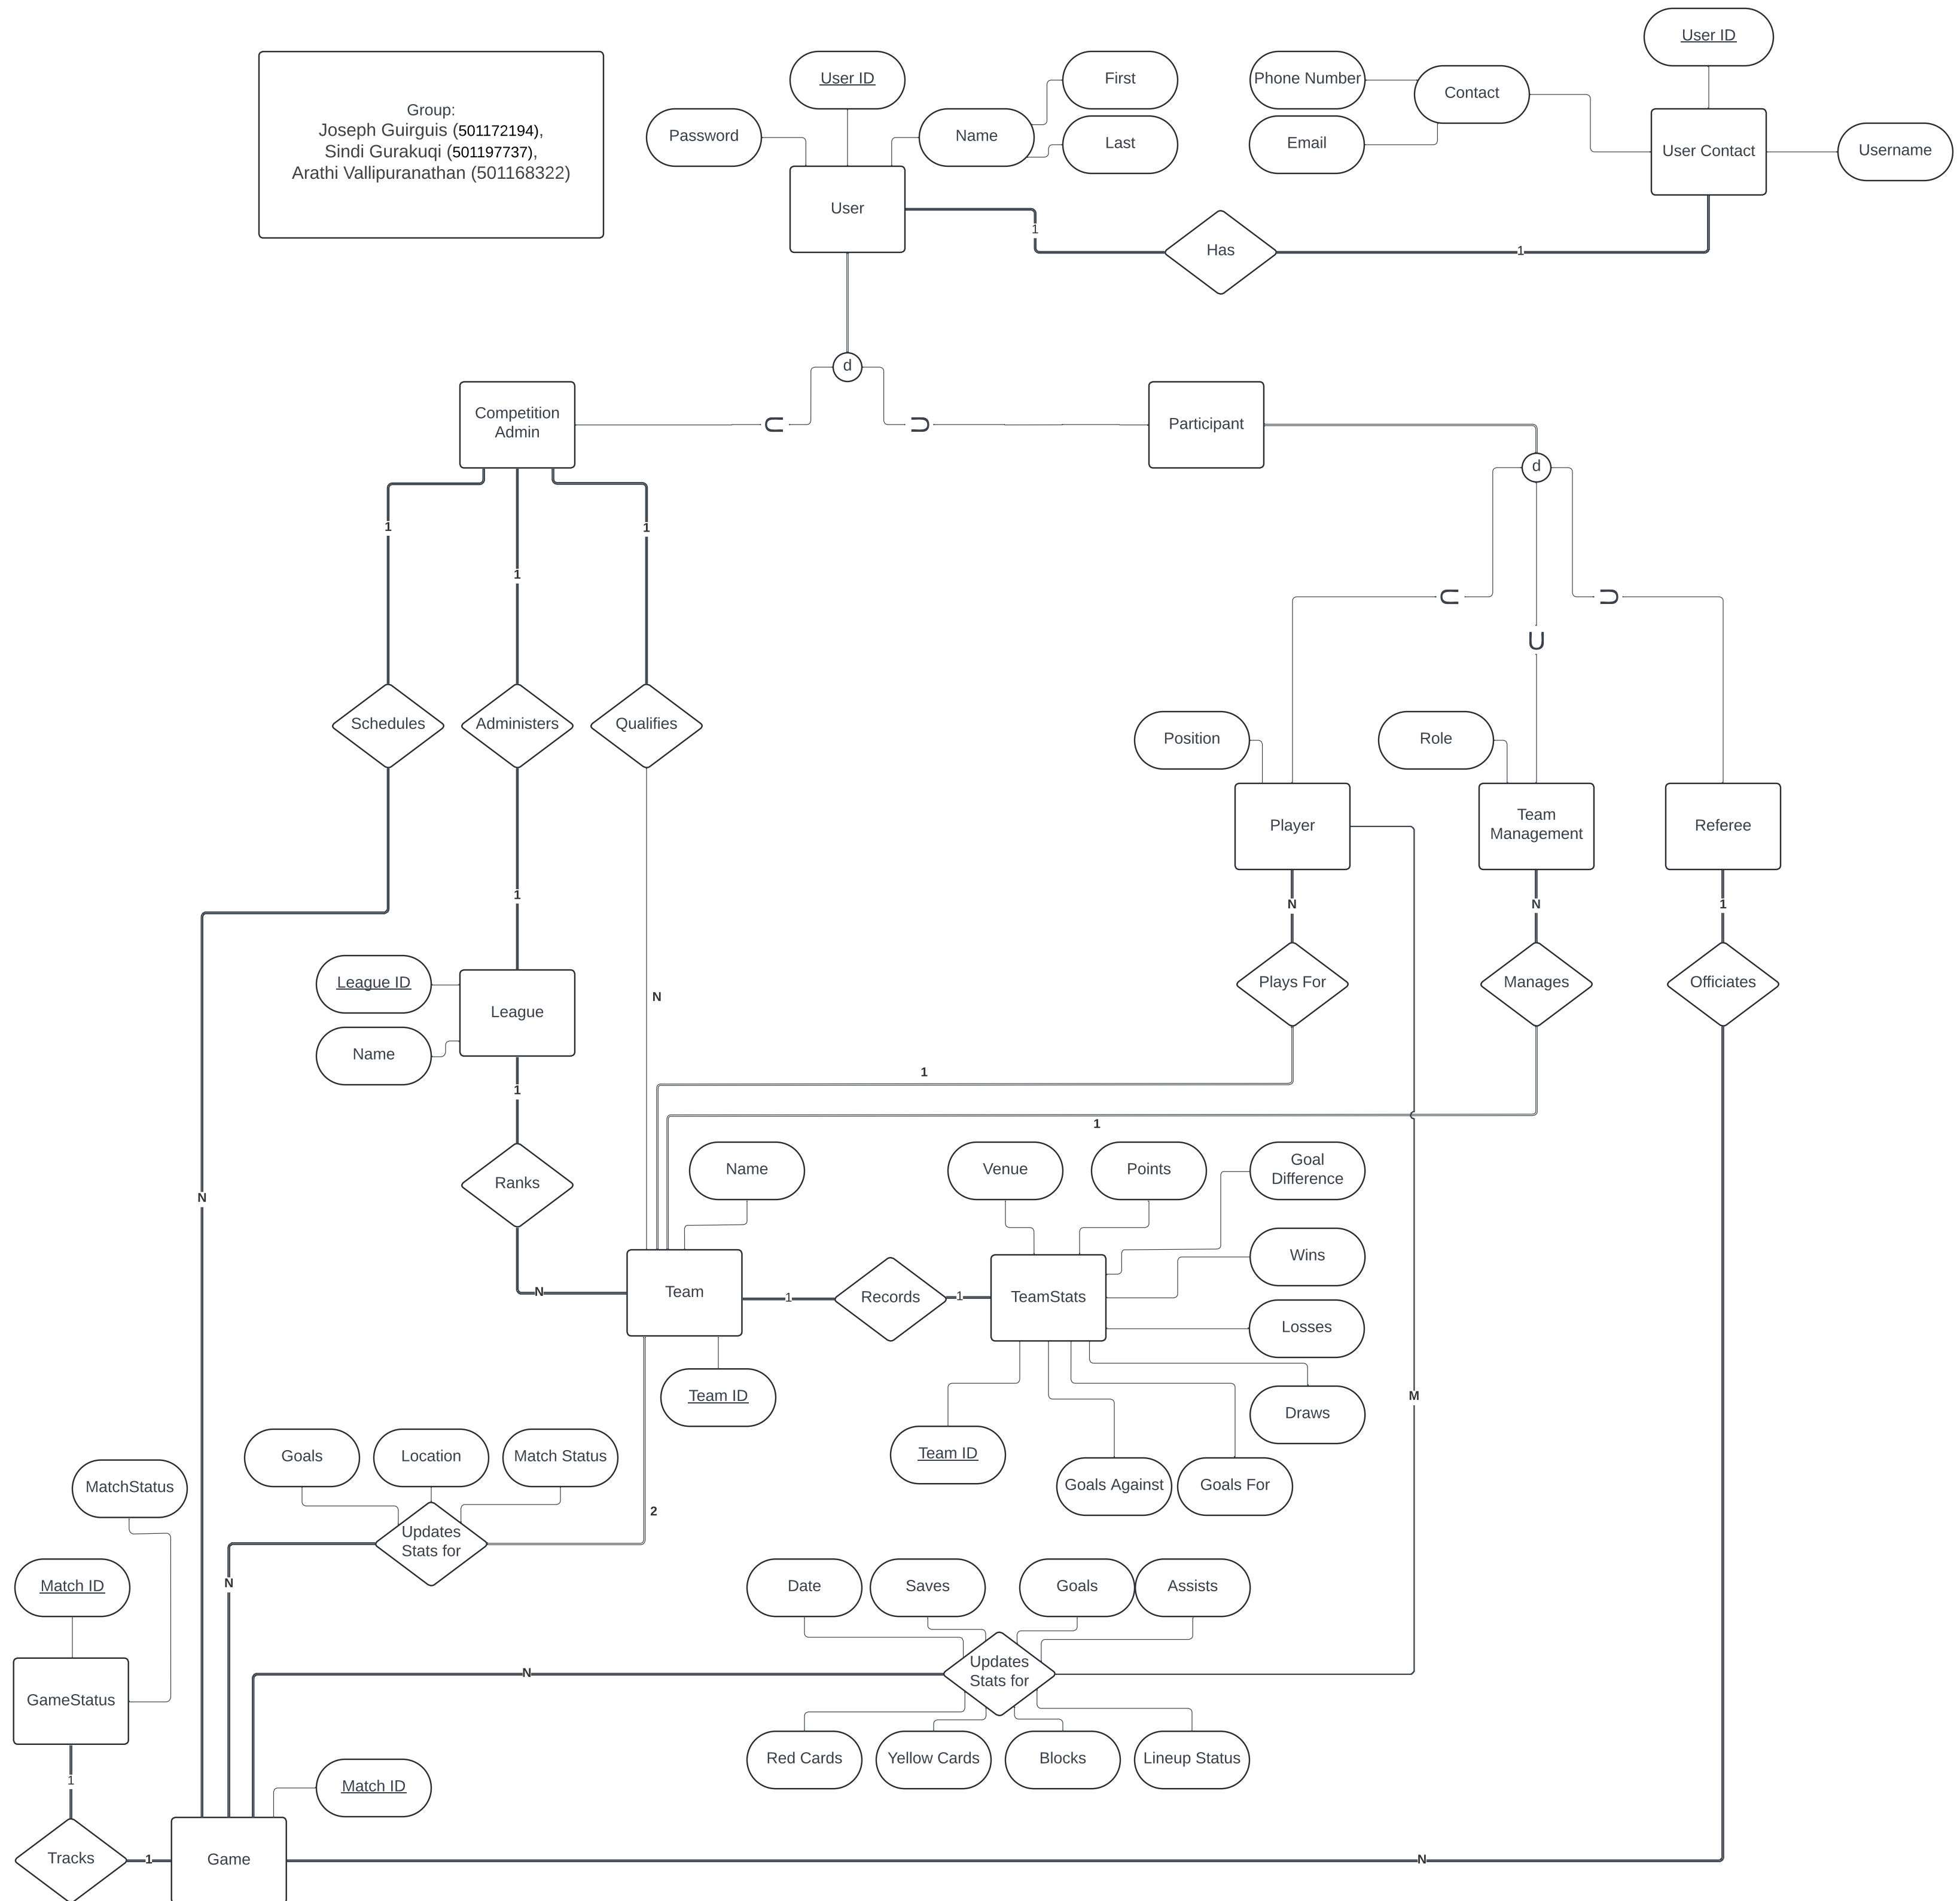 User ID
Group:
Joseph Guirguis (501172194),
Sindi Gurakuqi (501197737),
Arathi Vallipuranathan (501168322)
User ID
First
Phone Number
Contact
Password
Name
Last
Email
User Contact
Username
User
1
Has
1
d
Competition
Admin
⊂
⊃
Participant
d
1
1
1
⊂
⊃
U
Schedules
Administers
Qualifies
Position
Role
Player
Team
Management
Referee
1
N
N
1
League ID
League
Name
N
Plays For
Manages
Officiates
1
1
1
Ranks
N
Name
Venue
Points
Goal
Difference
Wins
N
Team
1
Records
1
TeamStats
Losses
Team ID
M
Draws
Goals
Location
Match Status
Team ID
Goals Against
Goals For
MatchStatus
2
Updates
Stats for
Match ID
N
Date
Saves
Goals
Assists
GameStatus
N
Updates
Stats for
Red Cards
Yellow Cards
Blocks
Lineup Status
1
Match ID
Tracks
1
Game
N